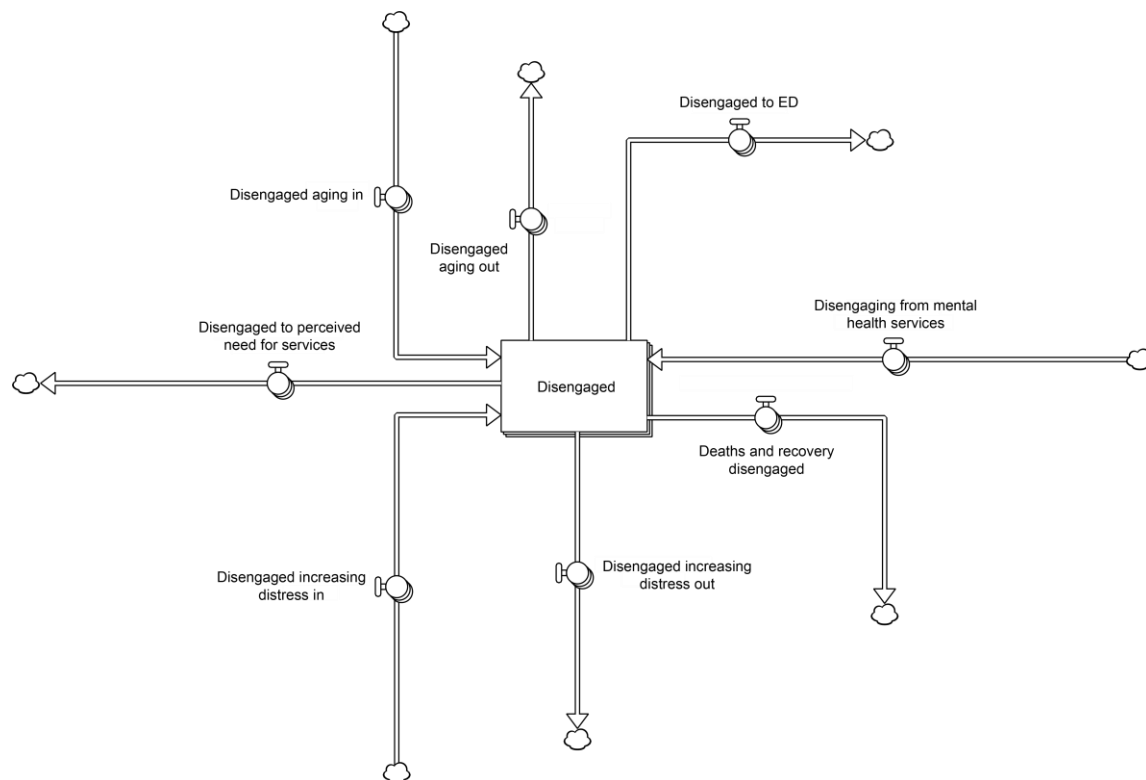 Disengaged to ED
Disengaged aging in
Disengaged
aging out
Disengaging from mental
health services
Disengaged to perceived
need for services
Disengaged
Deaths and recovery
disengaged
Disengaged increasing
distress in
Disengaged increasing
distress out